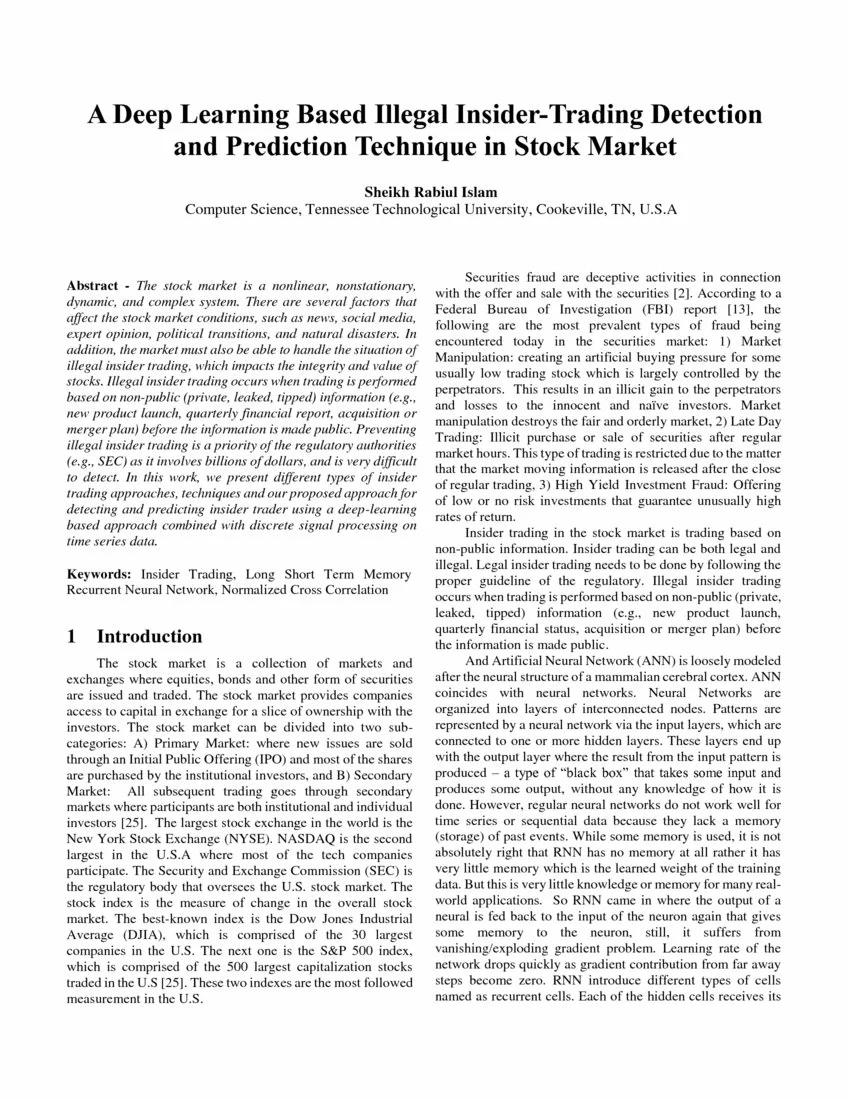 A Deep Learning Based Illegal Insider-Trading Detection
and Prediction Technique in Stock Market
Sheikh Rabiul Islam
Computer Science, Tennessee Technological University, Cookeville, TN, U.S.A
Abstract - The stock market is a nonlinear, nonstationary,
dynamic, and complex system. There are several factors that
affect the stock market conditions, such as news, social media,
expert opinion, political transitions, and natural disasters. In
addition, the market must also be able to handle the situation of
illegal insider trading, which impacts the integrity and value of
stocks. Illegal insider trading occurs when trading is performed
based on non-public (private, leaked, tipped) information (e.g.,
new product launch, quarterly financial report, acquisition or
merger plan) before the information is made public. Preventing
illegal insider trading is a priority of the regulatory authorities
(e.g., SEC) as it involves billions of dollars, and is very difficult
to detect. In this work, we present different types of insider
trading approaches, techniques and our proposed approach for
detecting and predicting insider trader using a deep-learning
based approach combined with discrete signal processing on
time series data.
Keywords: Insider Trading, Long Short Term Memory
Recurrent Neural Network, Normalized Cross Correlation
1 Introduction
The stock market is a collection of markets and
exchanges where equities, bonds and other form of securities
are issued and traded. The stock market provides companies
access to capital in exchange for a slice of ownership with the
investors. The stock market can be divided into two sub-
categories: A) Primary Market: where new issues are sold
through an Initial Public Offering (IPO) and most of the shares
are purchased by the institutional investors, and B) Secondary
Market: All subsequent trading goes through secondary
markets where participants are both institutional and individual
investors [25]. The largest stock exchange in the world is the
New York Stock Exchange (NYSE). NASDAQ is the second
largest in the U.S.A where most of the tech companies
participate. The Security and Exchange Commission (SEC) is
the regulatory body that oversees the U.S. stock market. The
stock index is the measure of change in the overall stock
market. The best-known index is the Dow Jones Industrial
Average (DJIA), which is comprised of the 30 largest
companies in the U.S. The next one is the S&P 500 index,
which is comprised of the 500 largest capitalization stocks
traded in the U.S [25]. These two indexes are the most followed
measurement in the U.S.
Securities fraud are deceptive activities in connection
with the offer and sale with the securities [2]. According to a
Federal Bureau of Investigation (FBI) report [13], the
following are the most prevalent types of fraud being
encountered today in the securities market: 1) Market
Manipulation: creating an artificial buying pressure for some
usually low trading stock which is largely controlled by the
perpetrators. This results in an illicit gain to the perpetrators
and losses to the innocent and naïve investors. Market
manipulation destroys the fair and orderly market, 2) Late Day
Trading: Illicit purchase or sale of securities after regular
market hours. This type of trading is restricted due to the matter
that the market moving information is released after the close
of regular trading, 3) High Yield Investment Fraud: Offering
of low or no risk investments that guarantee unusually high
rates of return.
Insider trading in the stock market is trading based on
non-public information. Insider trading can be both legal and
illegal. Legal insider trading needs to be done by following the
proper guideline of the regulatory. Illegal insider trading
occurs when trading is performed based on non-public (private,
leaked, tipped) information (e.g., new product launch,
quarterly financial status, acquisition or merger plan) before
the information is made public.
And Artificial Neural Network (ANN) is loosely modeled
after the neural structure of a mammalian cerebral cortex. ANN
coincides with neural networks. Neural Networks are
organized into layers of interconnected nodes. Patterns are
represented by a neural network via the input layers, which are
connected to one or more hidden layers. These layers end up
with the output layer where the result from the input pattern is
produced – a type of “black box” that takes some input and
produces some output, without any knowledge of how it is
done. However, regular neural networks do not work well for
time series or sequential data because they lack a memory
(storage) of past events. While some memory is used, it is not
absolutely right that RNN has no memory at all rather it has
very little memory which is the learned weight of the training
data. But this is very little knowledge or memory for many real-
world applications. So RNN came in where the output of a
neural is fed back to the input of the neuron again that gives
some memory to the neuron, still, it suffers from
vanishing/exploding gradient problem. Learning rate of the
network drops quickly as gradient contribution from far away
steps become zero. RNN introduce different types of cells
named as recurrent cells. Each of the hidden cells receives its